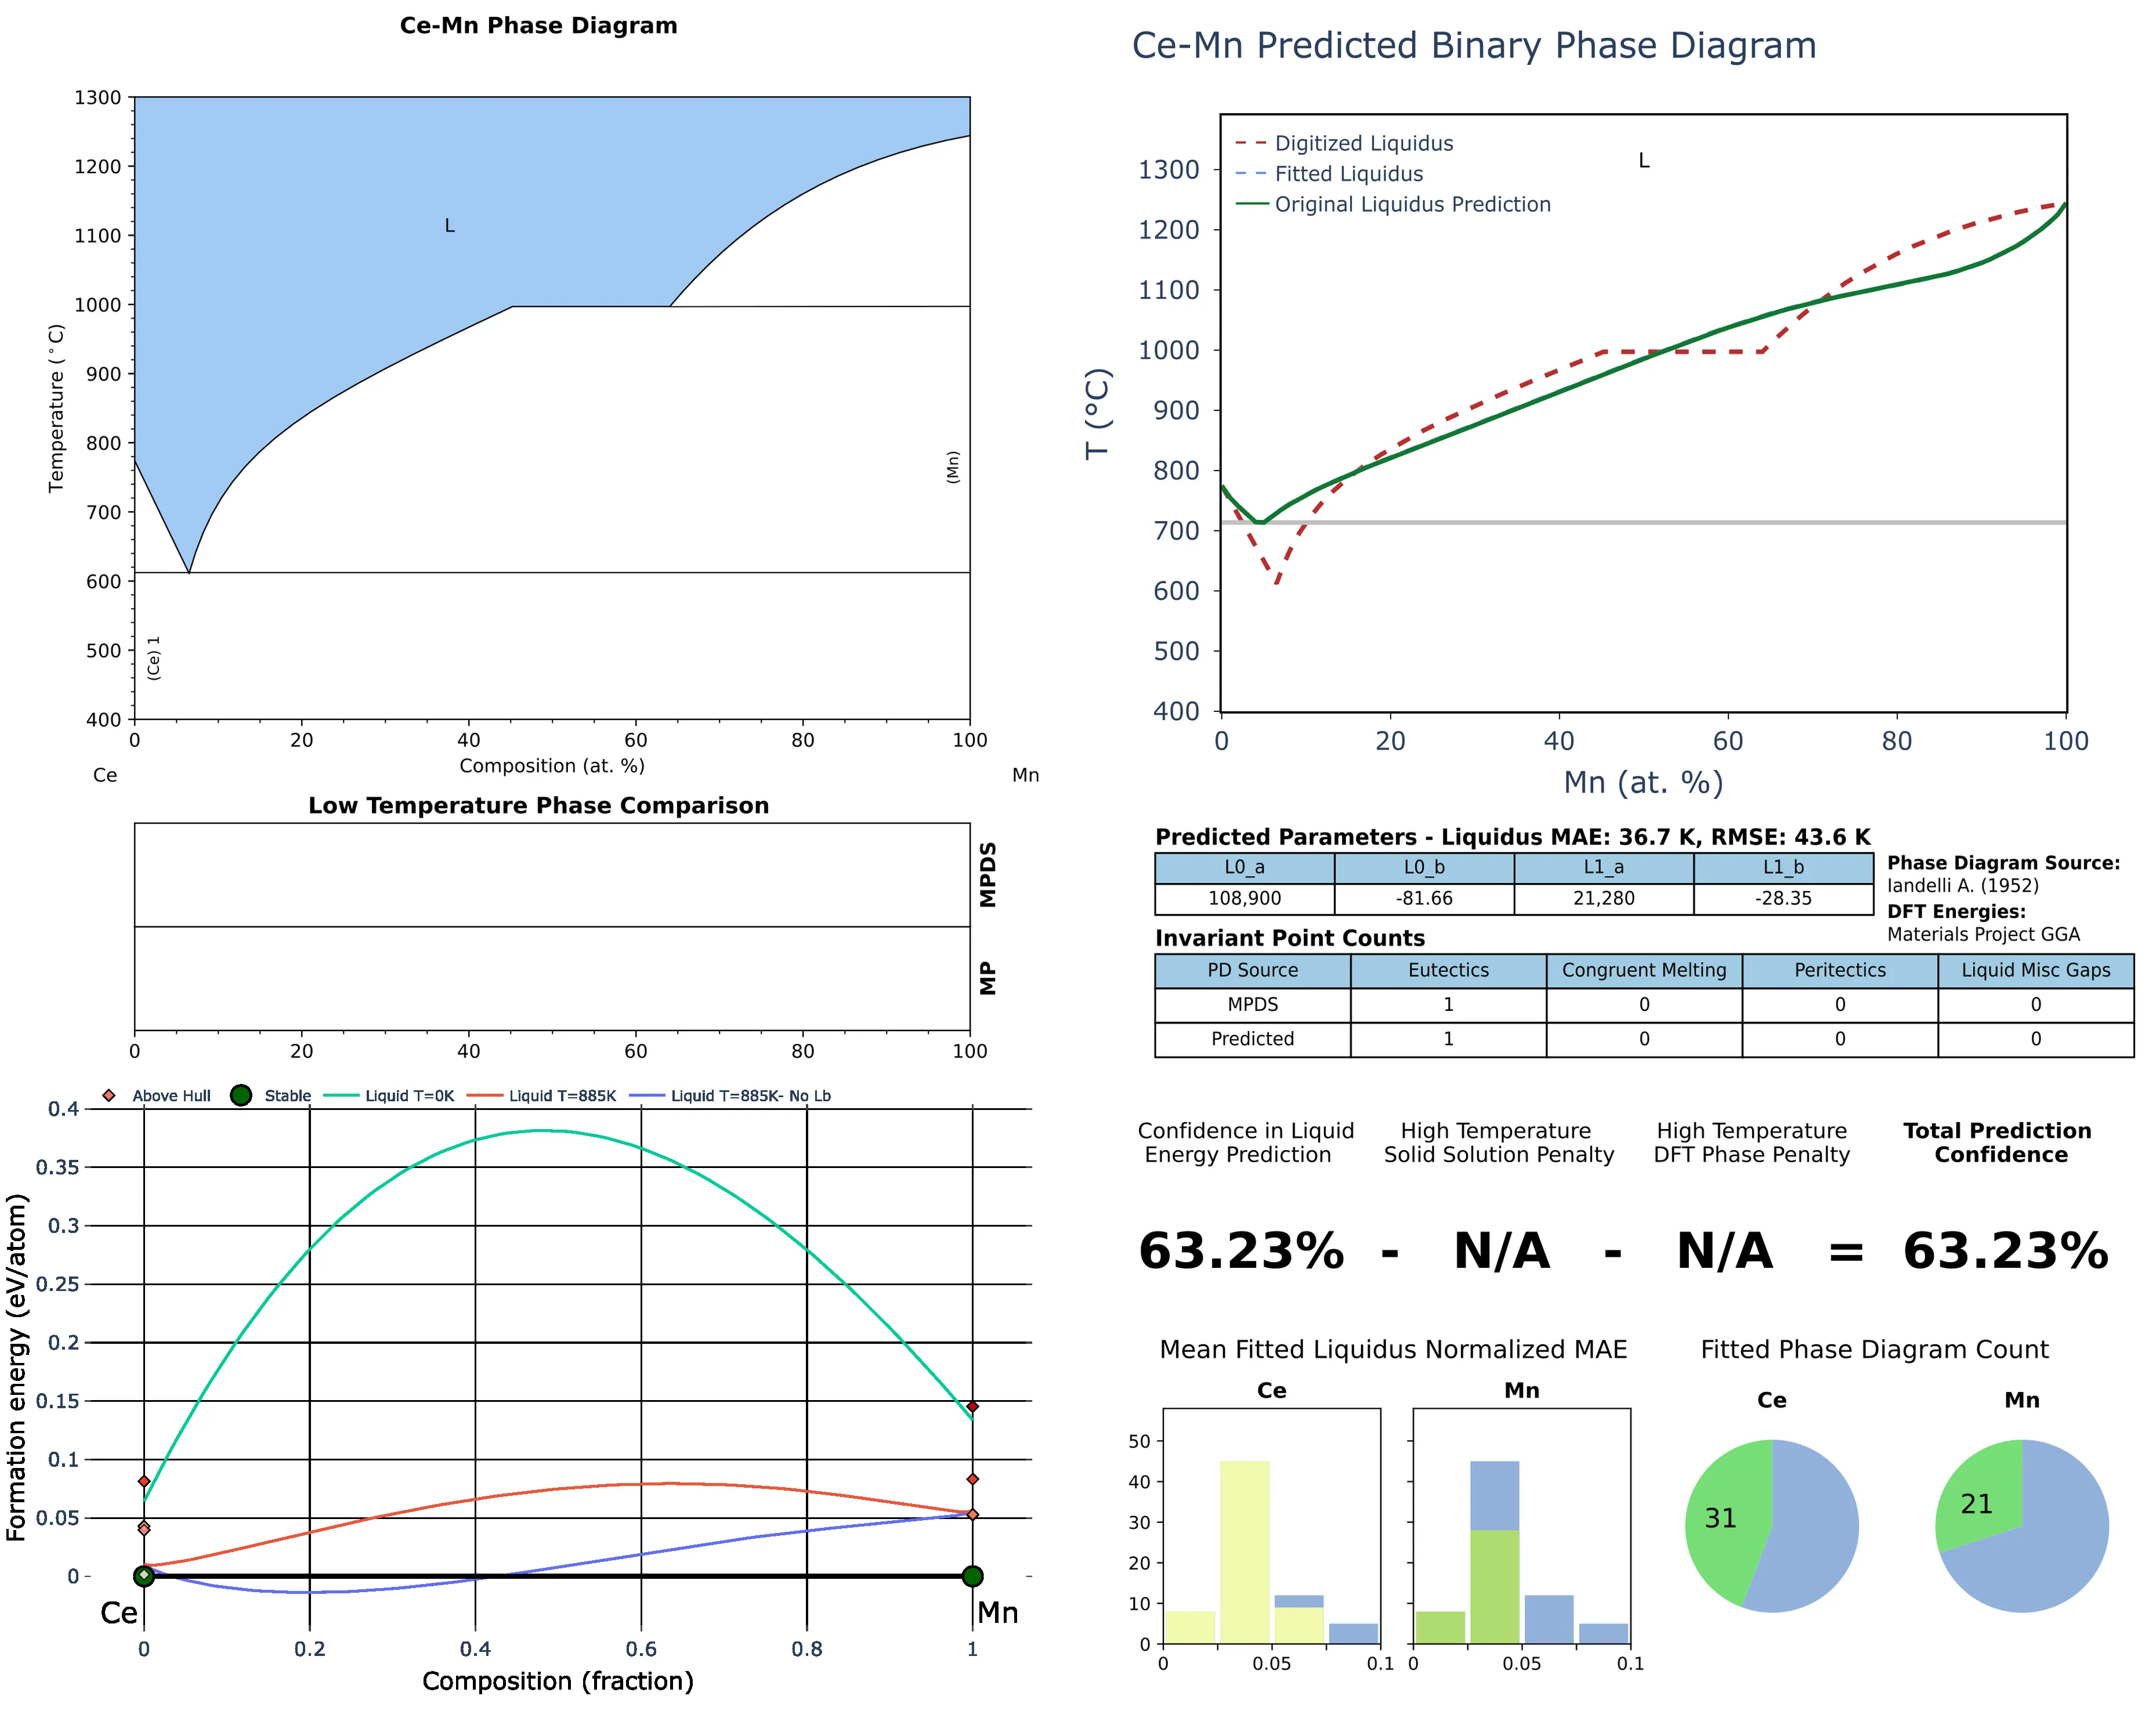 Ce-Mn Phase Diagram
1300
1200
1100
1000
900
800
700
600
500
400
Temperature (°C)
L
(Mn)
(Ce) 1
0 20 40 60 80 100
Composition (at. %)
Ce Mn
Ce-Mn Predicted Binary Phase Diagram
Digitized Liquidus
Fitted Liquidus
Original Liquidus Prediction
L
1300
1200
1100
1000
900
800
700
600
500
400
T (°C)
0 20 40 60 80 100
Mn (at. %)
Low Temperature Phase Comparison
MPDS
MP
0 20 40 60 80 100
Predicted Parameters - Liquidus MAE: 36.7 K, RMSE: 43.6 K
L0_a L0_b L1_a L1_b
108,900 -81.66 21,280 -28.35
Phase Diagram Source:
Iandelli A. (1952)
DFT Energies:
Materials Project GGA
Invariant Point Counts
PD Source Eutectics Congruent Melting Peritectics Liquid Misc Gaps
MPDS 1 0 0 0
Predicted 1 0 0 0
Above Hull Stable Liquid T=0K Liquid T=885K Liquid T=885K- No Lb
0.4
0.35
0.3
0.25
0.2
0.15
0.1
0.05
0
Formation energy (eV/atom)
Ce Mn
0 0.2 0.4 0.6 0.8 1
Composition (fraction)
Confidence in Liquid
Energy Prediction
High Temperature
Solid Solution Penalty
High Temperature
DFT Phase Penalty
Total Prediction
Confidence
63.23% - N/A - N/A = 63.23%
Mean Fitted Liquidus Normalized MAE
Ce Mn
50
40
30
20
10
0
0 0.05 0.1 0 0.05 0.1
Fitted Phase Diagram Count
Ce Mn
31 21